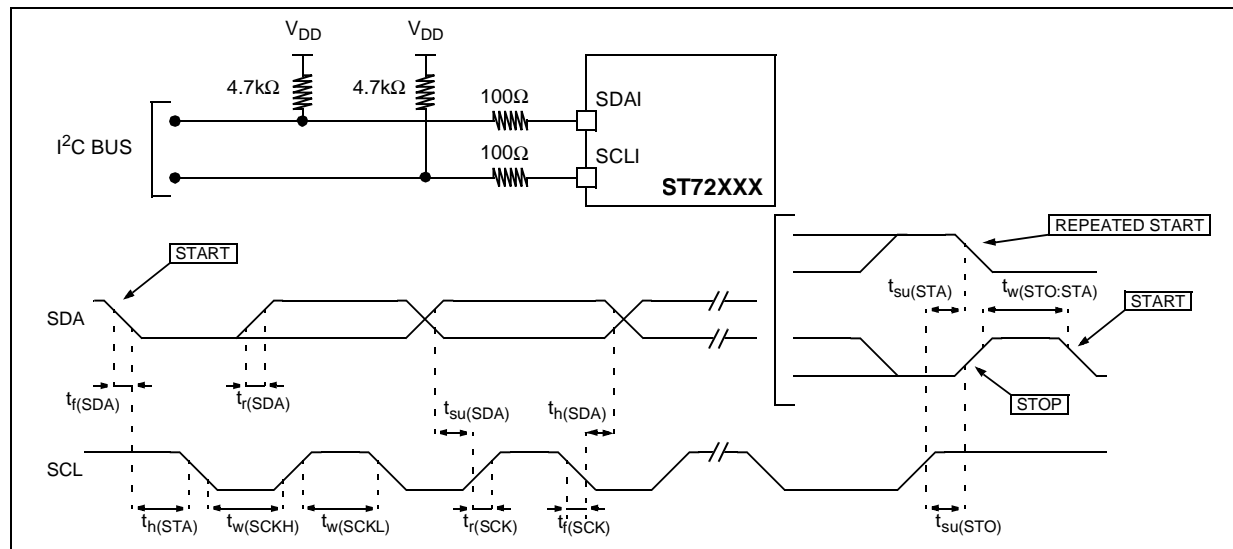 VDD VDD
4.7kΩ 4.7kΩ
100Ω
SDAI
I2C BUS
100Ω
SCLI
ST72XXX
REPEATED START
START
tsu(STA) tw(STO:STA)
START
SDA
tf(SDA) tr(SDA)
tsu(SDA) th(SDA)
STOP
SCL
th(STA) tw(SCKH) tw(SCKL) tr(SCK) tf(SCK) tsu(STO)